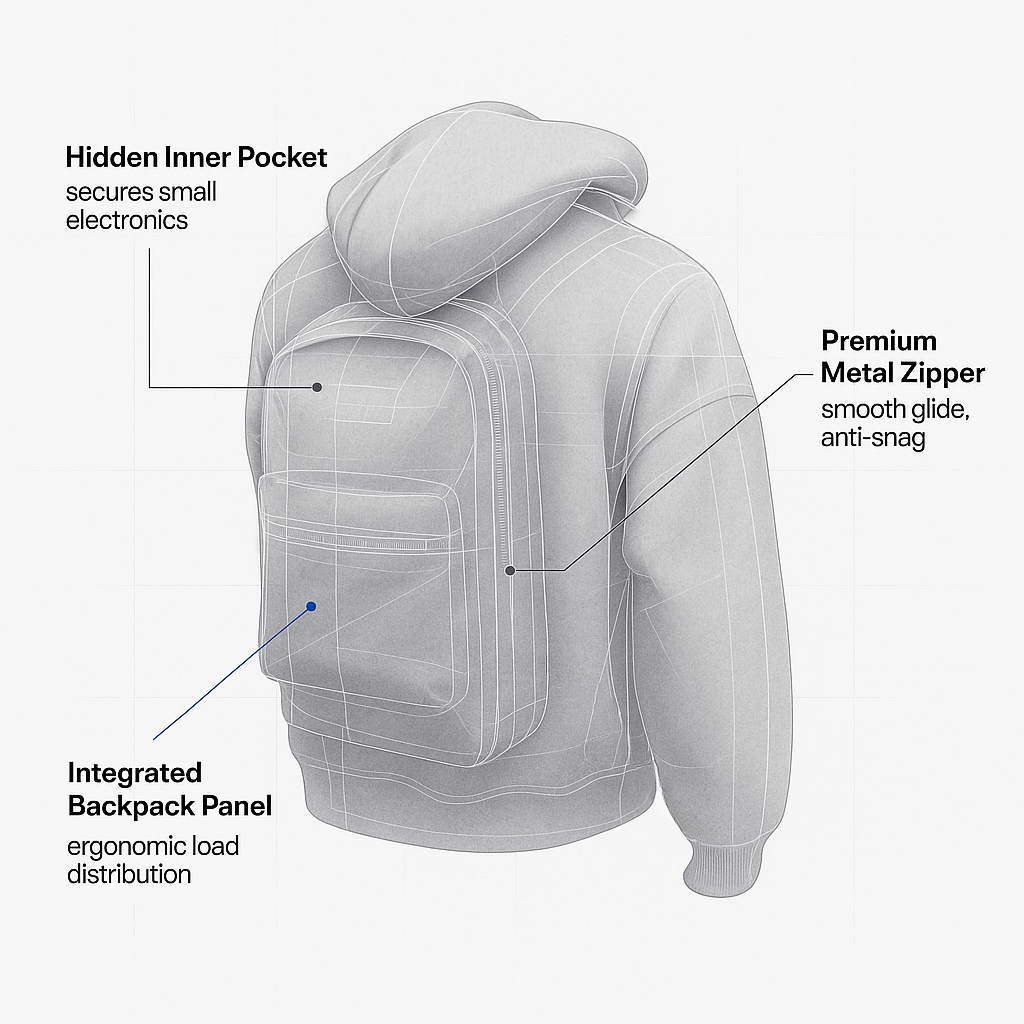 Hidden Inner Pocket
secures small
electronics
Premium
Metal Zipper
smooth glide,
anti-snag
Integrated
Backpack Panel
ergonomic load
distribution